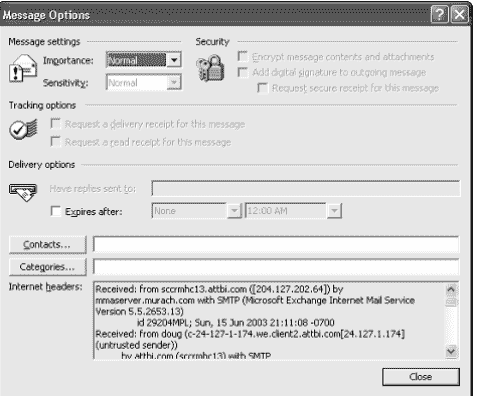 Message Options
Message settings
Security
Importance: Normal
Sensitivity: Normal
Encrypt message contents and attachments
Add digital signature to outgoing message
Request secure receipt for this message
Tracking options
Request a delivery receipt for this message
Request a read receipt for this message
Delivery options
Have replies sent to:
Expires after: None 12:00 AM
Contacts...
Categories...
Internet headers:
Received: from sccrmhc13.attbi.com ([204.127.202.64]) by
mmaserver.murach.com with SMTP (Microsoft Exchange Internet Mail Service
Version 5.5.2653.13)
id 29204MPL; Sun, 15 Jun 2003 21:11:08 -0700
Received: from doug (c-24-127-1-174.we.client2.attbi.com[24.127.1.174]
(untrusted sender))
by attbi.com (sccrmhc13) with SMTP
Close